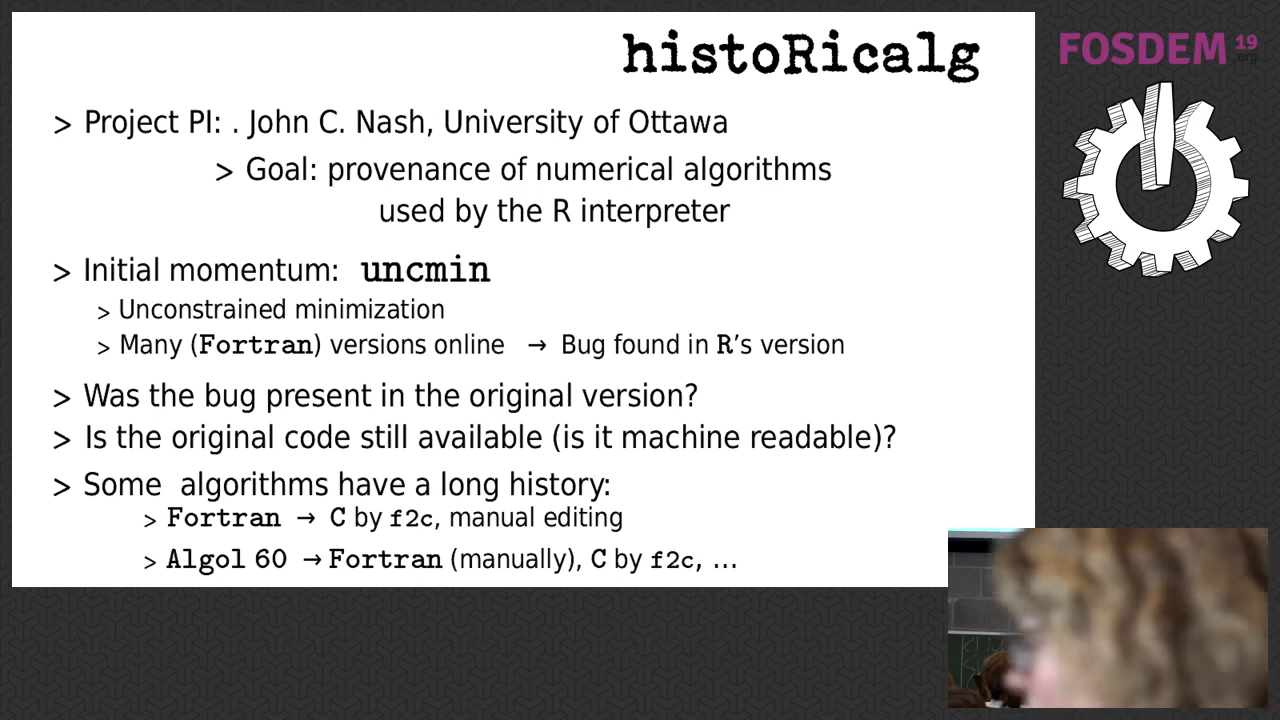 histoRicalg
FOSDEM 19
.org
> Project PI: . John C. Nash, University of Ottawa
> Goal: provenance of numerical algorithms
used by the R interpreter
> Initial momentum: uncmin
> Unconstrained minimization
> Many (Fortran) versions online → Bug found in R’s version
> Was the bug present in the original version?
> Is the original code still available (is it machine readable)?
> Some algorithms have a long history:
> Fortran → C by f2c, manual editing
> Algol 60 → Fortran (manually), C by f2c, …